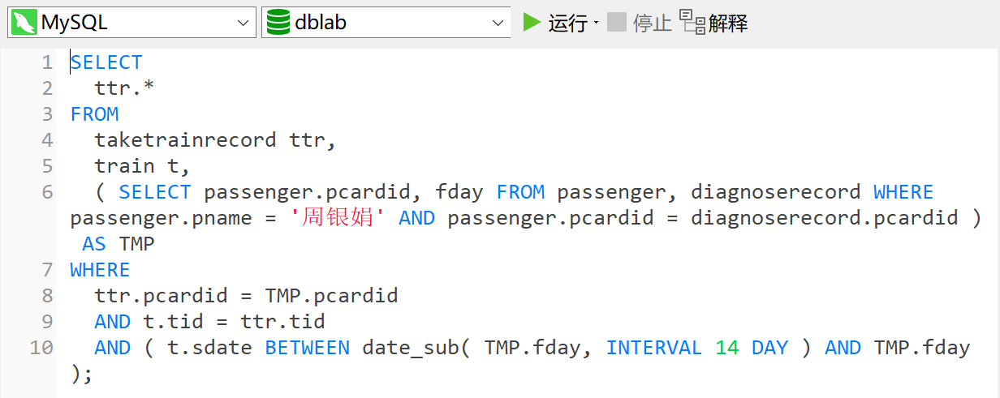 MySQL dblab 运行 停止 解释
1 SELECT
2 ttr.*
3 FROM
4 taketrainrecord ttr,
5 train t,
6 ( SELECT passenger.pcardid, fday FROM passenger, diagnoserecord WHERE
passenger.pname = '周银娟' AND passenger.pcardid = diagnoserecord.pcardid )
AS TMP
7 WHERE
8 ttr.pcardid = TMP.pcardid
9 AND t.tid = ttr.tid
10 AND ( t.sdate BETWEEN date_sub( TMP.fday, INTERVAL 14 DAY ) AND TMP.fday
);